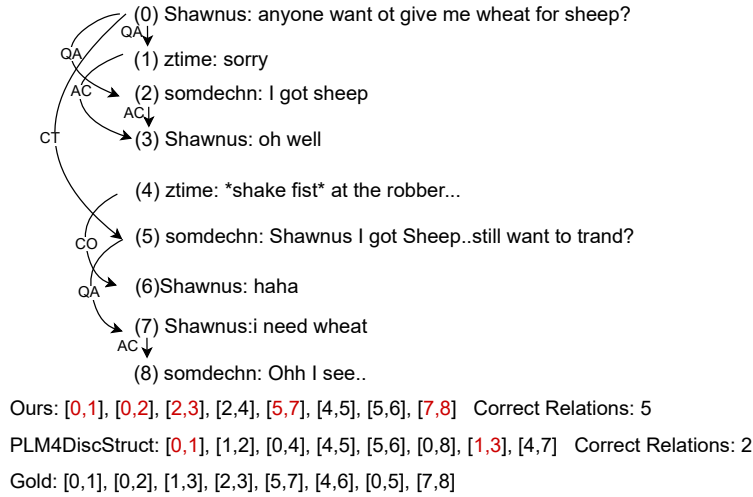 (0) Shawnus: anyone want ot give me wheat for sheep?
QA
QA
(1) ztime: sorry
AC
(2) somdechn: I got sheep
AC
CT
(3) Shawnus: oh well
(4) ztime: *shake fist* at the robber...
CO
(5) somdechn: Shawnus I got Sheep..still want to trand?
QA
(6)Shawnus: haha
(7) Shawnus:i need wheat
AC
(8) somdechn: Ohh I see..
Ours: [0,1], [0,2], [2,3], [2,4], [5,7], [4,5], [5,6], [7,8] Correct Relations: 5
PLM4DiscStruct: [0,1], [1,2], [0,4], [4,5], [5,6], [0,8], [1,3], [4,7] Correct Relations: 2
Gold: [0,1], [0,2], [1,3], [2,3], [5,7], [4,6], [0,5], [7,8]